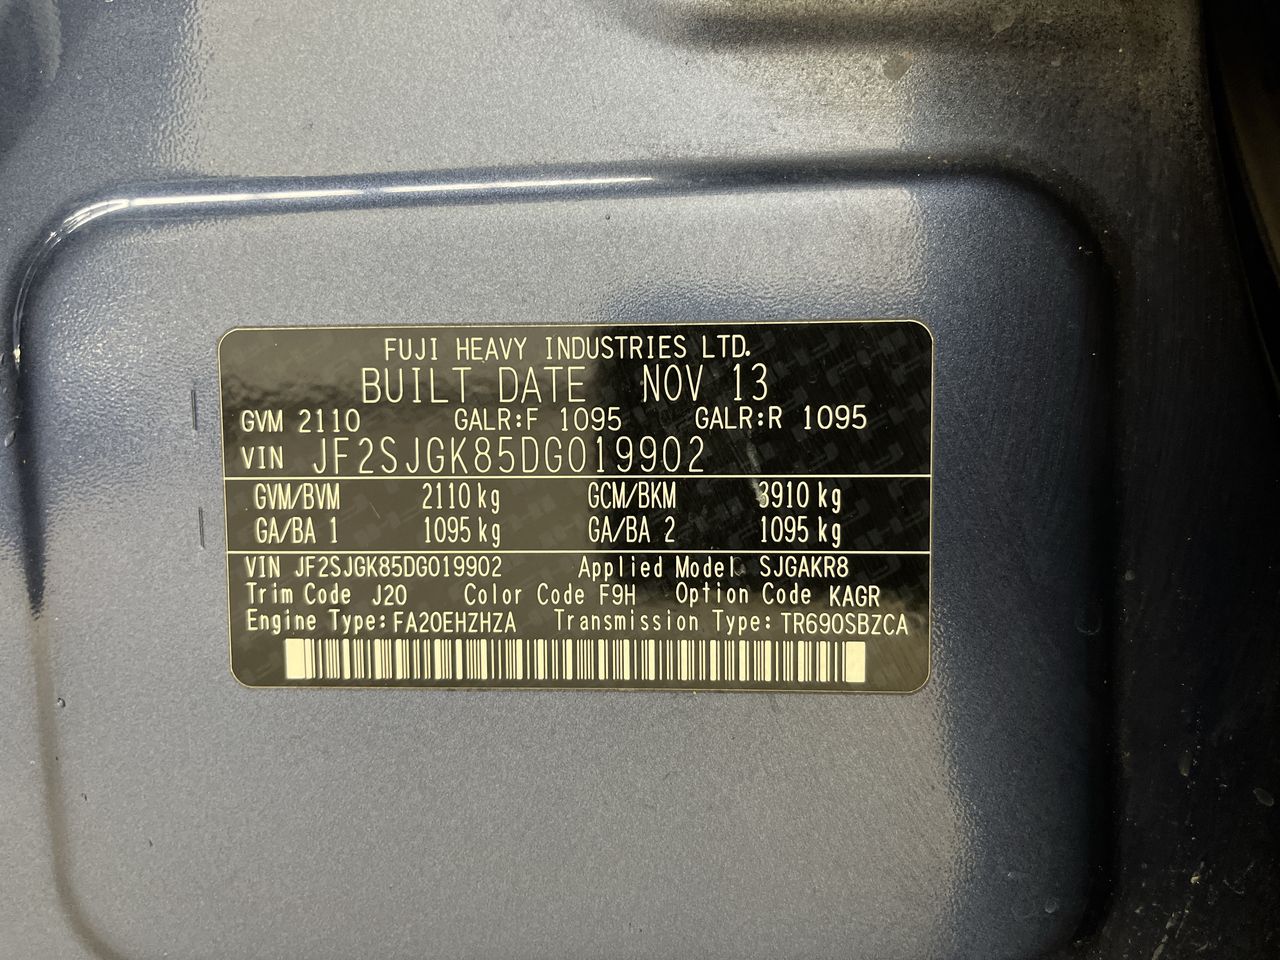 FUJI HEAVY INDUSTRIES LTD.
BUILT DATE NOV 13
GVM 2110 GALR:F 1095 GALR:R 1095
VIN JF2SJGK85DG019902
GVM/BVM 2110 kg GCM/BKM 3910 kg
GA/BA 1 1095 kg GA/BA 2 1095 kg
VIN JF2SJGK85DG019902 Applied Model SJGAKR8
Trim Code J20 Color Code F9H Option Code KAGR
Engine Type:FA20EHZHZA Transmission Type:TR690SBZCA